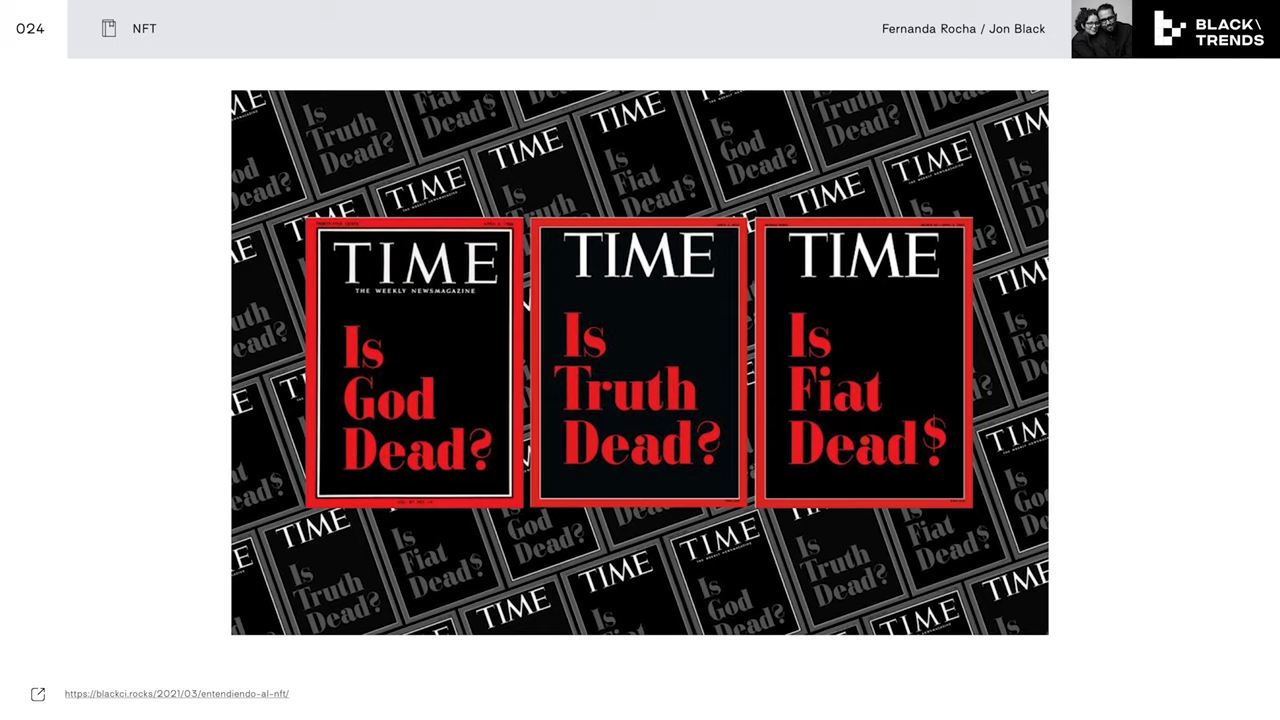 024
NFT
Fernanda Rocha / Jon Black
BLACK\
TRENDS
TIME
THE WEEKLY NEWSMAGAZINE
Is
God
Dead?
TIME
Is
Truth
Dead?
TIME
Is
Fiat
Dead$
https://blackci.rocks/2021/03/entendiendo-al-nft/